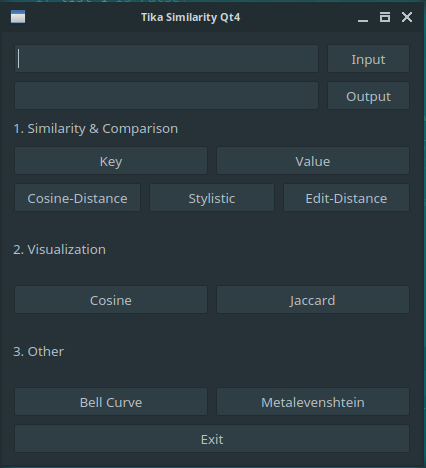 Tika Similarity Qt4
Input
Output
1. Similarity & Comparison
Key Value
Cosine-Distance Stylistic Edit-Distance
2. Visualization
Cosine Jaccard
3. Other
Bell Curve Metalevenshtein
Exit